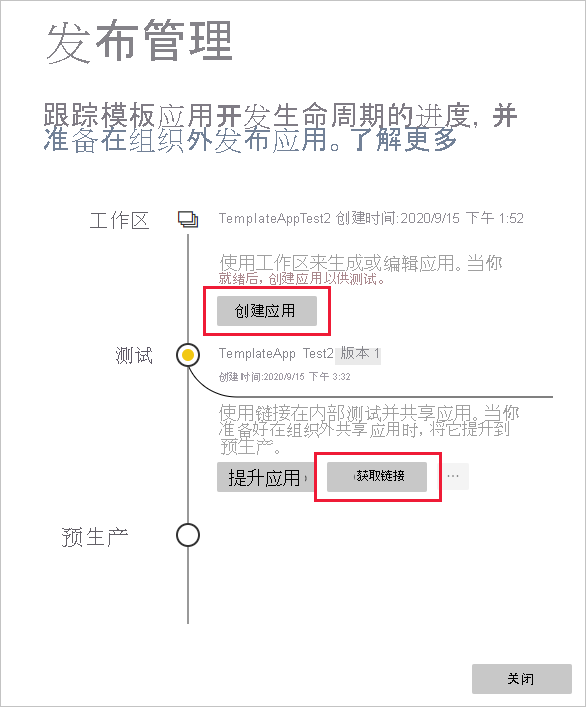 发布管理
跟踪模板应用开发生命周期的进度, 并
准备在组织外发布应用。了解更多
工作区 TemplateAppTest2 创建时间:2020/9/15 下午 1:52
使用工作区来生成或编辑应用。当你
就绪后, 创建应用以供测试。
创建应用
测试 TemplateApp Test2 版本 1
创建时间:2020/9/15 下午 3:32
使用链接在内部测试并共享应用。当你
准备好在组织外共享应用时, 将它提升到
预生产。
提升应用 获取链接 ...
预生产
关闭